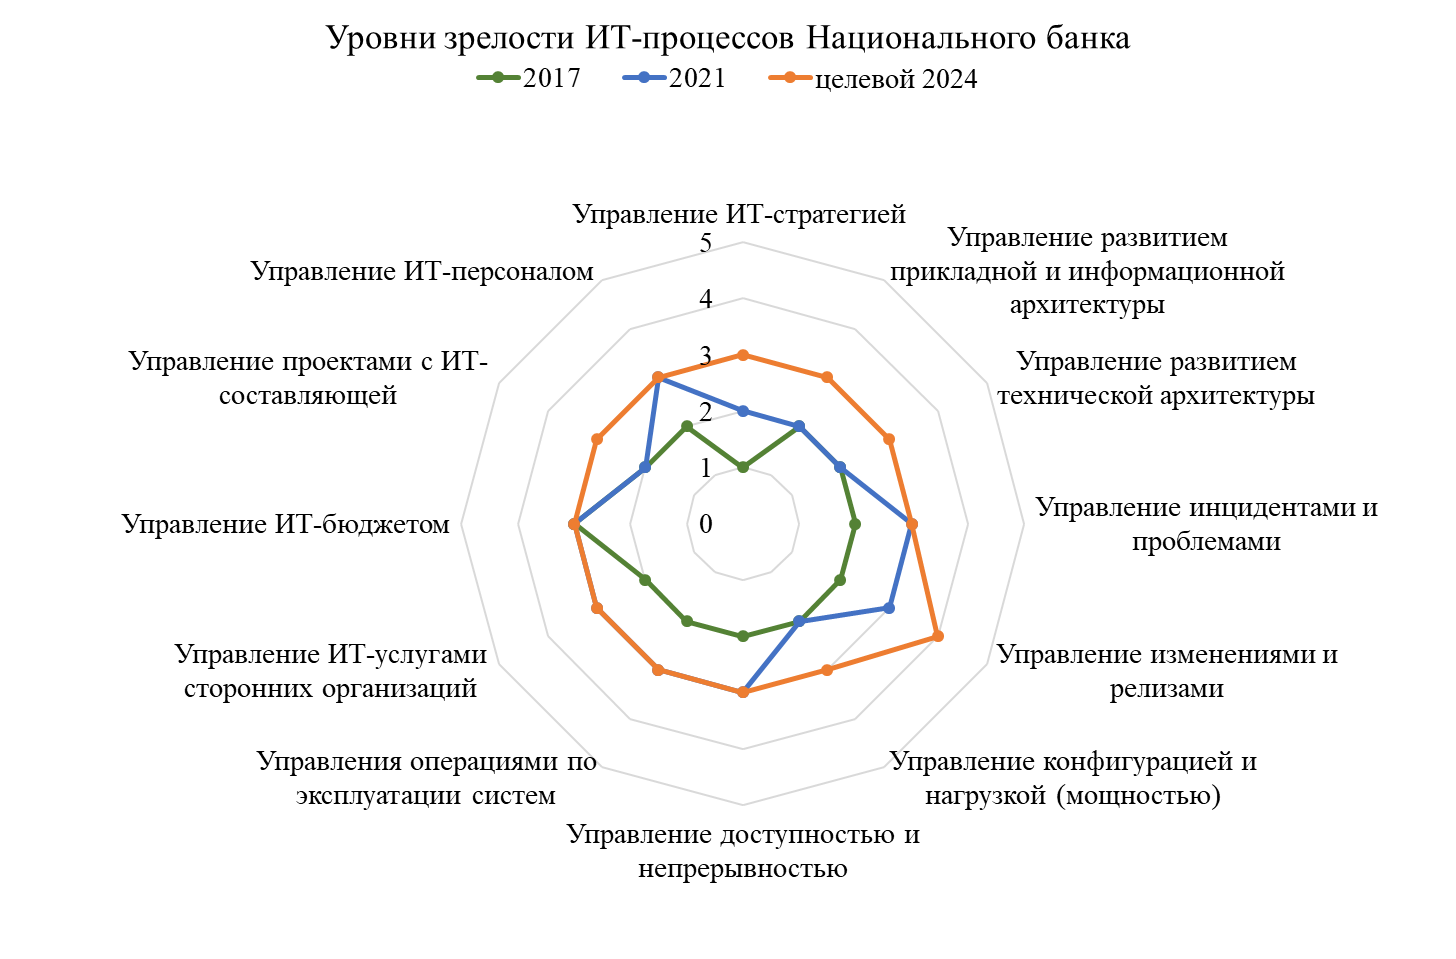 Уровни зрелости ИТ-процессов Национального банка
2017 2021 целевой 2024
Управление ИТ-стратегией
Управление развитием
прикладной и информационной
архитектуры
Управление развитием
технической архитектуры
Управление инцидентами и
проблемами
Управление изменениями и
релизами
Управление конфигурацией и
нагрузкой (мощностью)
Управление доступностью и
непрерывностью
Управления операциями по
эксплуатации систем
Управление ИТ-услугами
сторонних организаций
Управление ИТ-бюджетом
Управление проектами с ИТ-
составляющей
Управление ИТ-персоналом
5
4
3
2
1
0